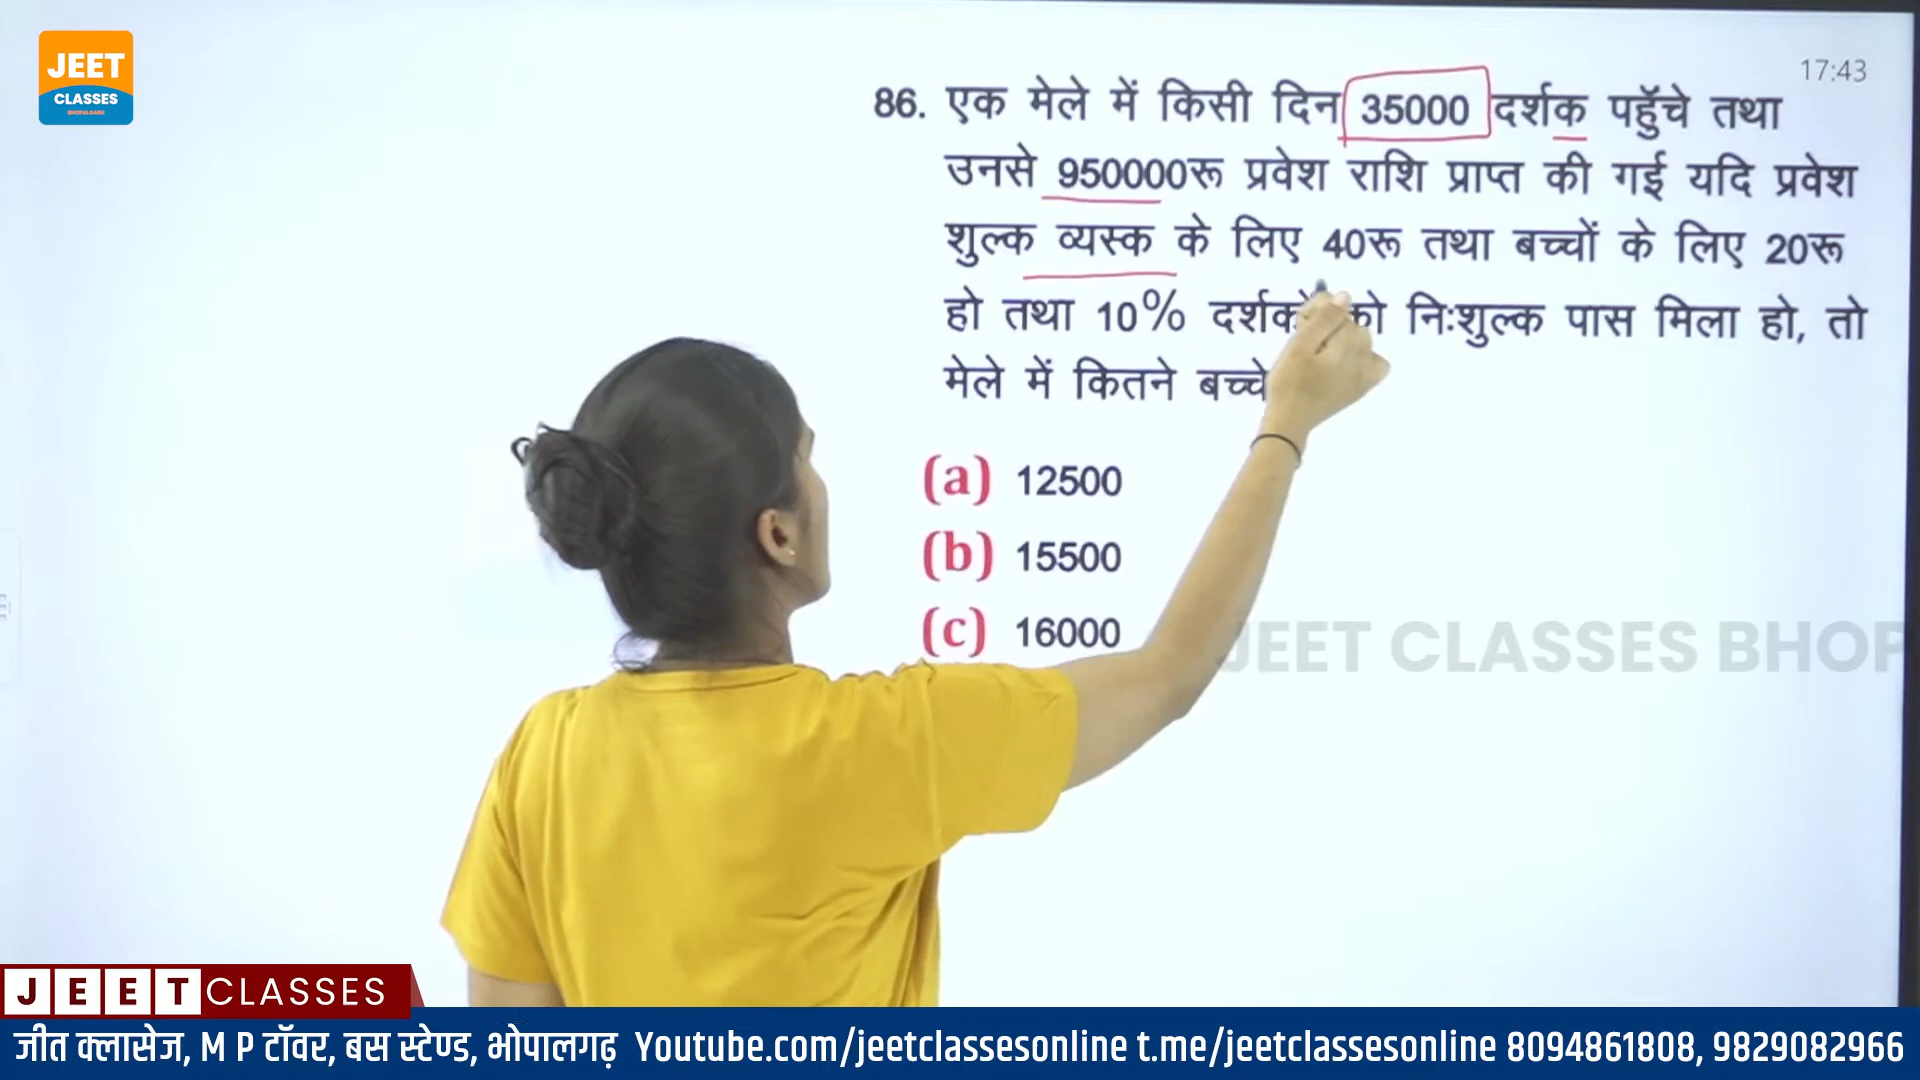 JEET
CLASSES
17:43
86. एक मेले में किसी दिन 35000 दर्शक पहुँचे तथा
उनसे 950000रू प्रवेश राशि प्राप्त की गई यदि प्रवेश
शुल्क व्यस्क के लिए 40रू तथा बच्चों के लिए 20रू
हो तथा 10% दर्शकों को निःशुल्क पास मिला हो, तो
मेले में कितने बच्चे
(a) 12500
(b) 15500
(c) 16000
JEET CLASSES BHOP
JEET CLASSES
जीत क्लासेज, M P टॉवर, बस स्टेण्ड, भोपालगढ़ Youtube.com/jeetclassesonline t.me/jeetclassesonline 8094861808, 9829082966